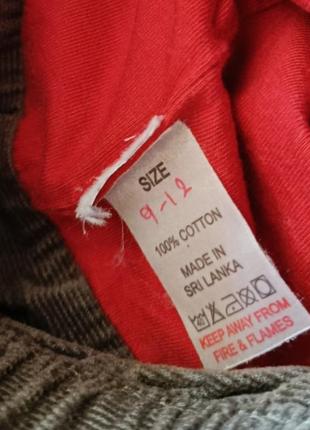 SIZE
9-12
100% COTTON
MADE IN
SRI LANKA
KEEP AWAY FROM
FIRE & FLAMES